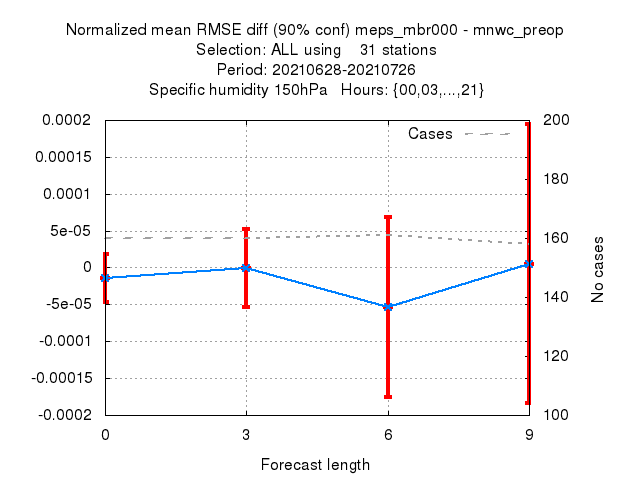 Normalized mean RMSE diff (90% conf) meps_mbr000 - mnwc_preop
Selection: ALL using    31 stations
Period: 20210628-20210726
Specific humidity 150hPa   Hours: {00,03,...,21}
Cases
0.0002
0.00015
0.0001
5e-05
0
-5e-05
-0.0001
-0.00015
-0.0002
200
180
160
140
120
100
No cases
0 3 6 9
Forecast length